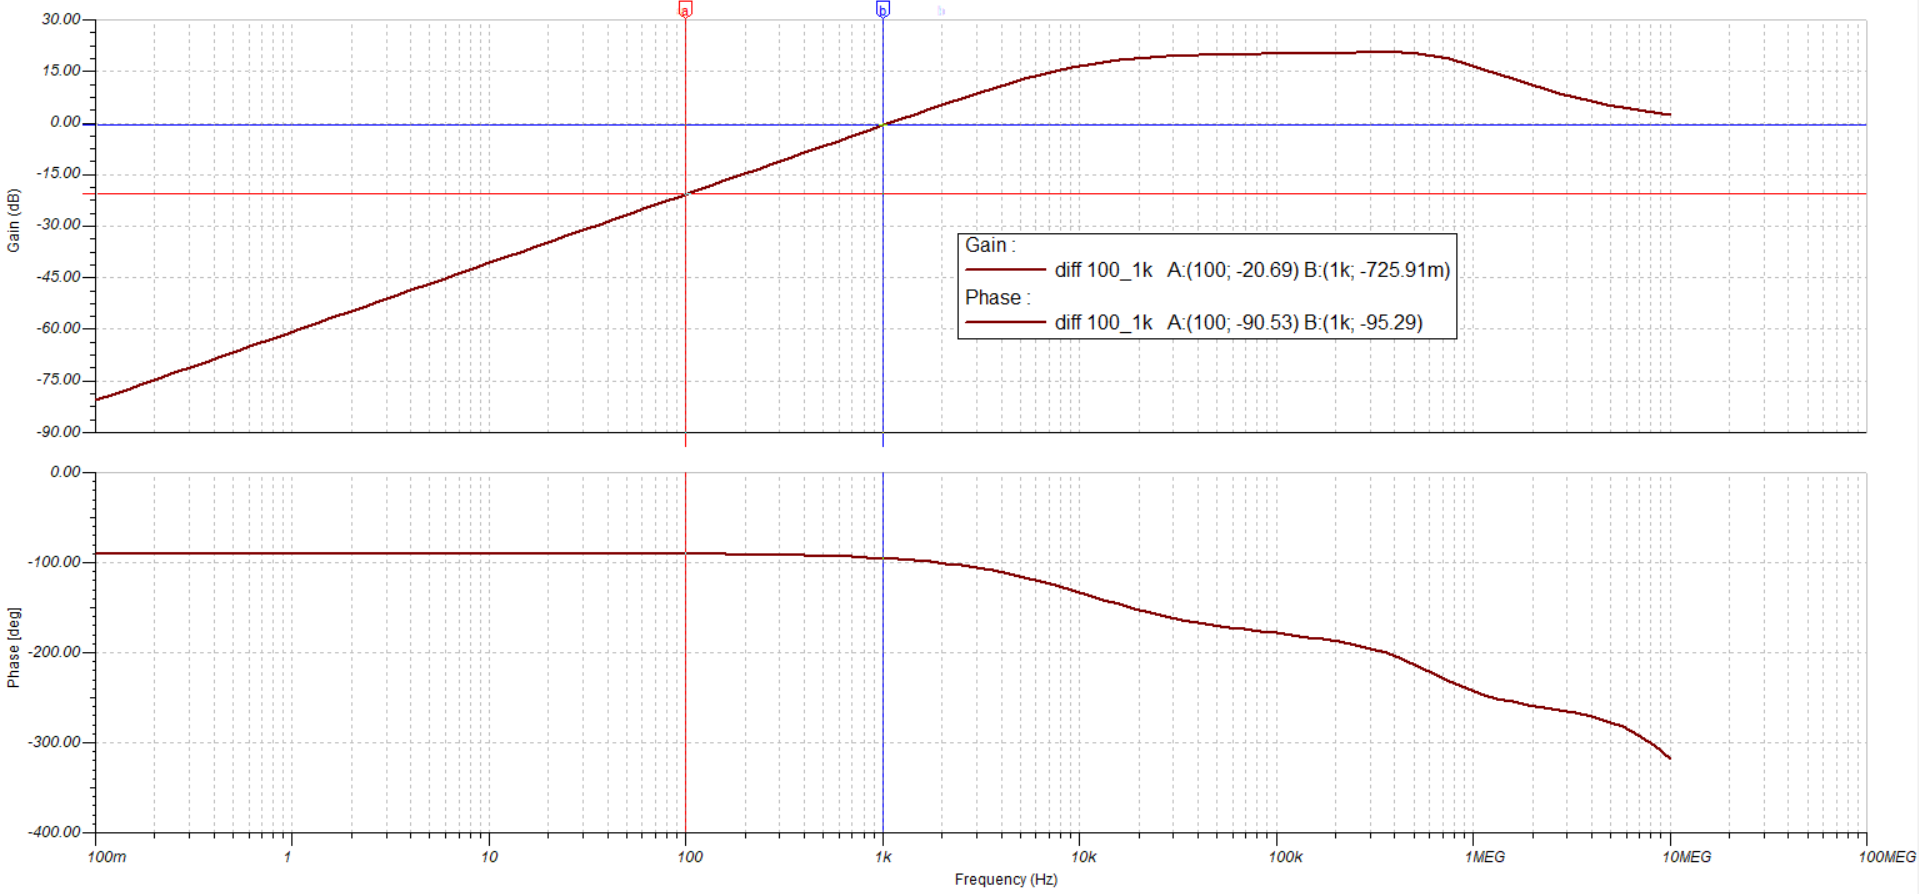 a b b
30.00
15.00
0.00
-15.00
-30.00
-45.00
-60.00
-75.00
-90.00
Gain (dB)
Gain :
diff 100_1k A:(100; -20.69) B:(1k; -725.91m)
Phase :
diff 100_1k A:(100; -90.53) B:(1k; -95.29)
0.00
-100.00
-200.00
-300.00
-400.00
Phase [deg]
100m 1 10 100 1k 10k 100k 1MEG 10MEG 100MEG
Frequency (Hz)